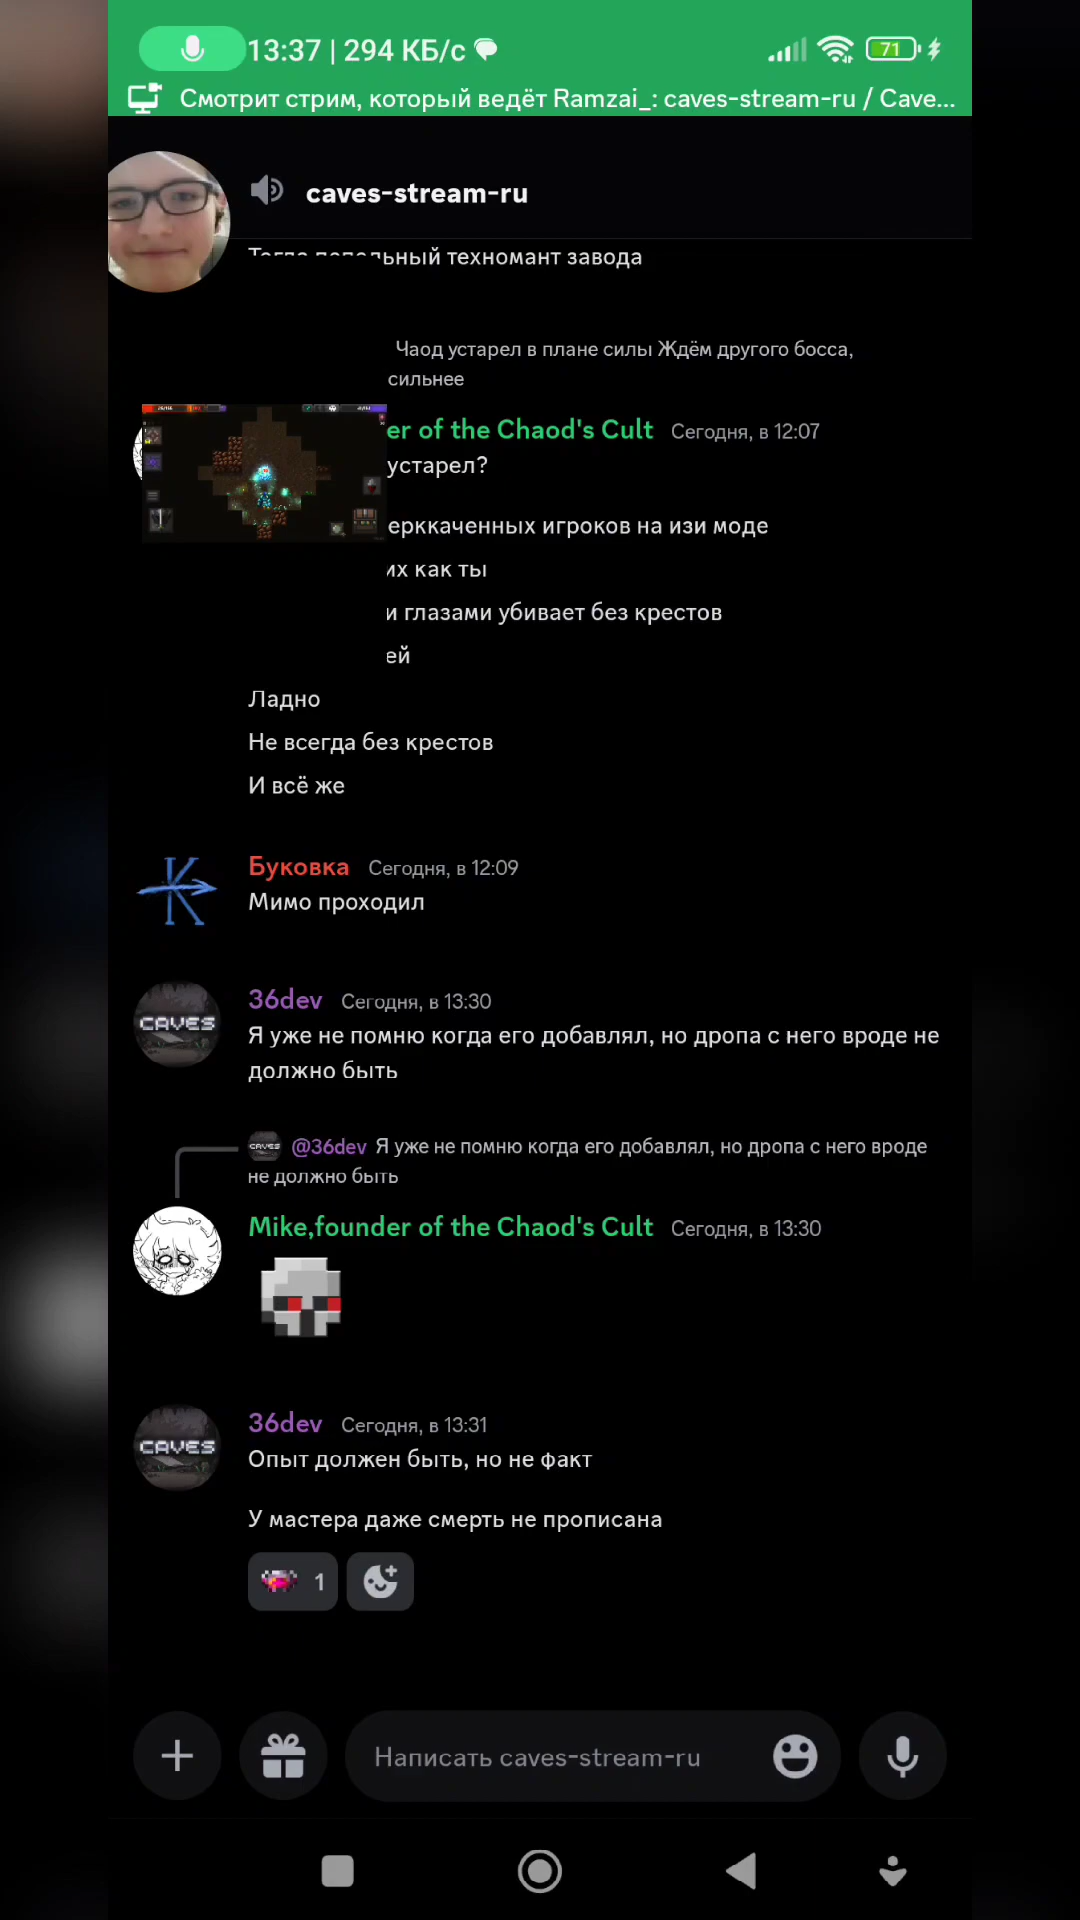 13:37 | 294 КБ/с
71
Смотрит стрим, который ведёт Ramzai_: caves-stream-ru / Cave...
caves-stream-ru
техномант завода
Чаод устарел в плане силы Ждём другого босса,
сильнее
er of the Chaod's Cult Сегодня, в 12:07
устарел?
ерккаченных игроков на изи моде
их как ты
и глазами убивает без крестов
ей
Ладно
Не всегда без крестов
И всё же
K
Буковка Сегодня, в 12:09
Мимо проходил
CAVES
36dev Сегодня, в 13:30
Я уже не помню когда его добавлял, но дропа с него вроде не
должно быть
CAVES @36dev Я уже не помню когда его добавлял, но дропа с него вроде
не должно быть
Mike,founder of the Chaod's Cult Сегодня, в 13:30
CAVES
36dev Сегодня, в 13:31
Опыт должен быть, но не факт
У мастера даже смерть не прописана
1
Написать caves-stream-ru